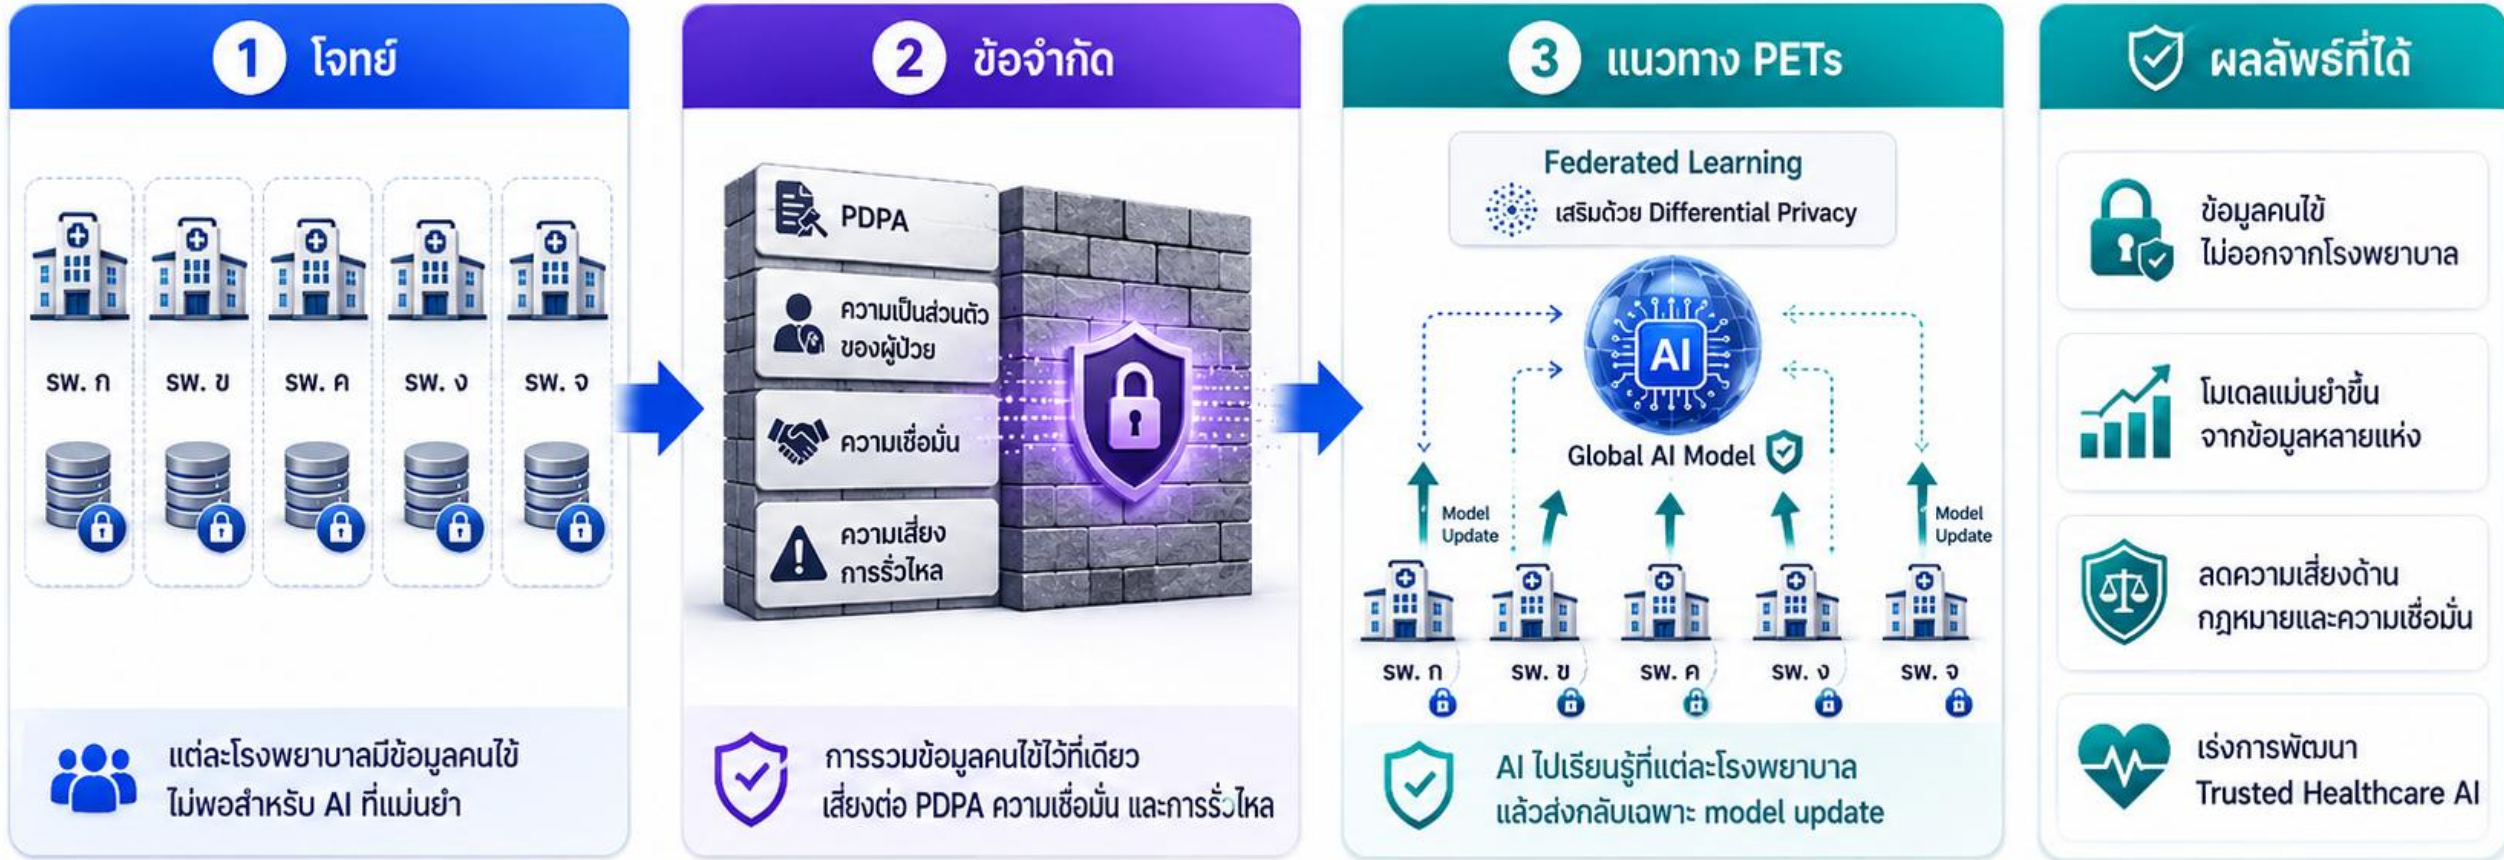 1 โจทย์
รพ. ก รพ. ข รพ. ค รพ. ง รพ. จ
แต่ละโรงพยาบาลมีข้อมูลคนไข้
ไม่พอสำหรับ AI ที่แม่นยำ
2 ข้อจำกัด
PDPA
ความเป็นส่วนตัว
ของผู้ป่วย
ความเชื่อมั่น
ความเสี่ยง
การรั่วไหล
การรวมข้อมูลคนไข้ไว้ที่เดียว
เสี่ยงต่อ PDPA ความเชื่อมั่น และการรั่วไหล
3 แนวทาง PETs
Federated Learning
เสริมด้วย Differential Privacy
AI
Global AI Model
Model
Update
Model
Update
รพ. ก รพ. ข รพ. ค รพ. ง รพ. จ
AI ไปเรียนรู้ที่แต่ละโรงพยาบาล
แล้วส่งกลับเฉพาะ model update
ผลลัพธ์ที่ได้
ข้อมูลคนไข้
ไม่ออกจากโรงพยาบาล
โมเดลแม่นยำขึ้น
จากข้อมูลหลายแห่ง
ลดความเสี่ยงด้าน
กฎหมายและความเชื่อมั่น
เร่งการพัฒนา
Trusted Healthcare AI